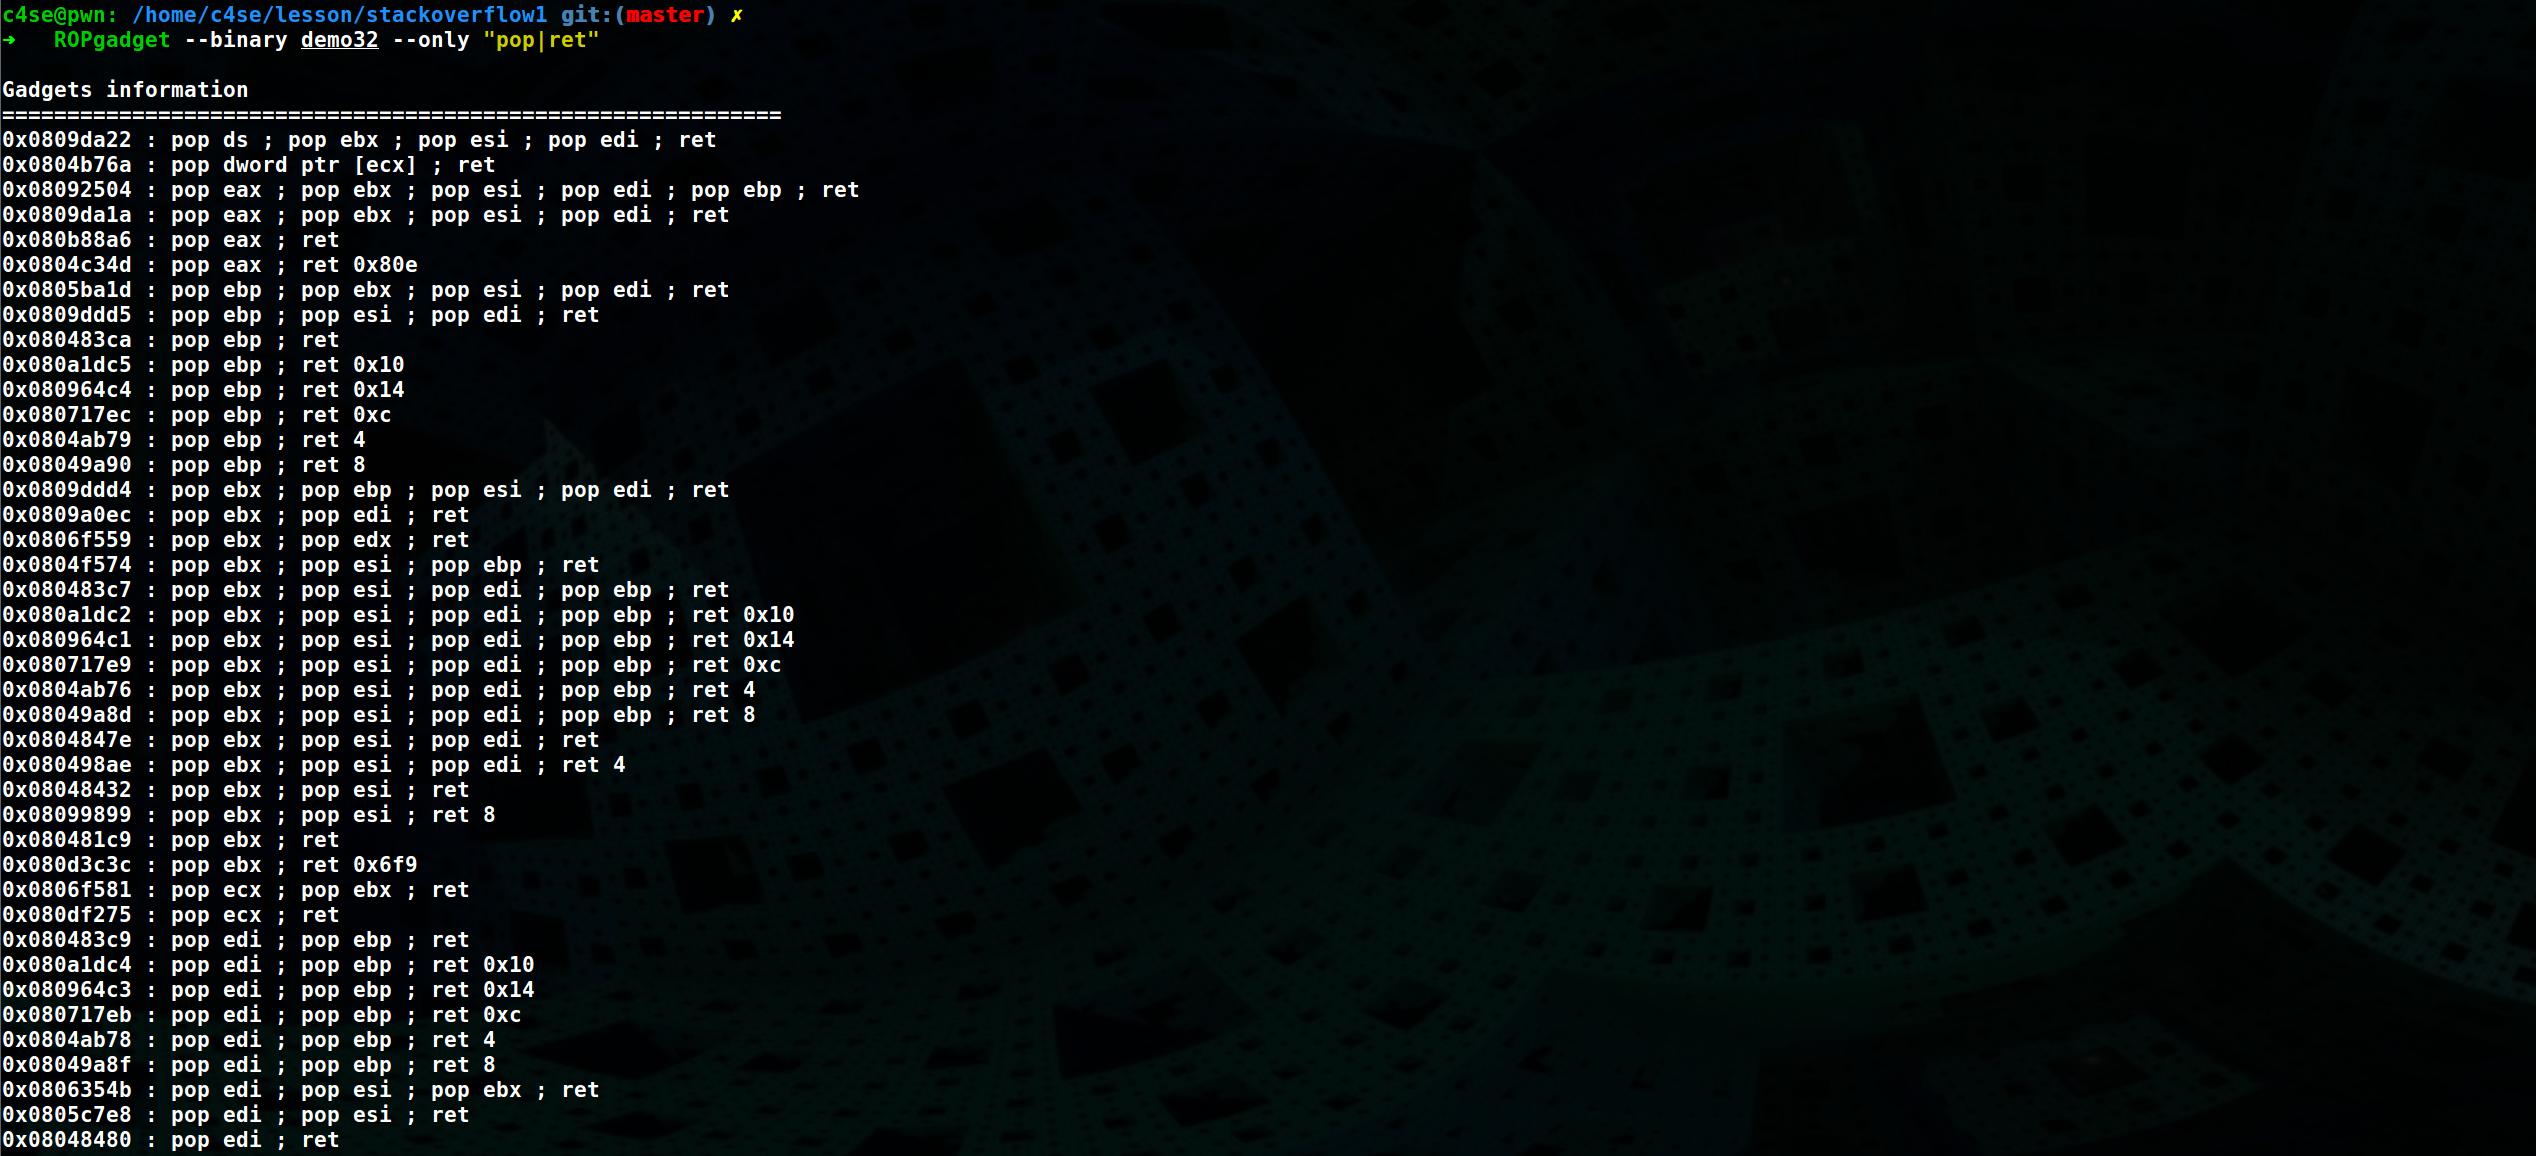 c4se@pwn: /home/c4se/lesson/stackoverflow1 git:(master) ✗
➜   ROPgadget --binary demo32 --only "pop|ret"
Gadgets information
============================================================
0x0809da22 : pop ds ; pop ebx ; pop esi ; pop edi ; ret
0x0804b76a : pop dword ptr [ecx] ; ret
0x08092504 : pop eax ; pop ebx ; pop esi ; pop edi ; pop ebp ; ret
0x0809da1a : pop eax ; pop ebx ; pop esi ; pop edi ; ret
0x080b88a6 : pop eax ; ret
0x0804c34d : pop eax ; ret 0x80e
0x0805ba1d : pop ebp ; pop ebx ; pop esi ; pop edi ; ret
0x0809ddd5 : pop ebp ; pop esi ; pop edi ; ret
0x080483ca : pop ebp ; ret
0x080a1dc5 : pop ebp ; ret 0x10
0x080964c4 : pop ebp ; ret 0x14
0x080717ec : pop ebp ; ret 0xc
0x0804ab79 : pop ebp ; ret 4
0x08049a90 : pop ebp ; ret 8
0x0809ddd4 : pop ebx ; pop ebp ; pop esi ; pop edi ; ret
0x0809a0ec : pop ebx ; pop edi ; ret
0x0806f559 : pop ebx ; pop edx ; ret
0x0804f574 : pop ebx ; pop esi ; pop ebp ; ret
0x080483c7 : pop ebx ; pop esi ; pop edi ; pop ebp ; ret
0x080a1dc2 : pop ebx ; pop esi ; pop edi ; pop ebp ; ret 0x10
0x080964c1 : pop ebx ; pop esi ; pop edi ; pop ebp ; ret 0x14
0x080717e9 : pop ebx ; pop esi ; pop edi ; pop ebp ; ret 0xc
0x0804ab76 : pop ebx ; pop esi ; pop edi ; pop ebp ; ret 4
0x08049a8d : pop ebx ; pop esi ; pop edi ; pop ebp ; ret 8
0x0804847e : pop ebx ; pop esi ; pop edi ; ret
0x080498ae : pop ebx ; pop esi ; pop edi ; ret 4
0x08048432 : pop ebx ; pop esi ; ret
0x08099899 : pop ebx ; pop esi ; ret 8
0x080481c9 : pop ebx ; ret
0x080d3c3c : pop ebx ; ret 0x6f9
0x0806f581 : pop ecx ; pop ebx ; ret
0x080df275 : pop ecx ; ret
0x080483c9 : pop edi ; pop ebp ; ret
0x080a1dc4 : pop edi ; pop ebp ; ret 0x10
0x080964c3 : pop edi ; pop ebp ; ret 0x14
0x080717eb : pop edi ; pop ebp ; ret 0xc
0x0804ab78 : pop edi ; pop ebp ; ret 4
0x08049a8f : pop edi ; pop ebp ; ret 8
0x0806354b : pop edi ; pop esi ; pop ebx ; ret
0x0805c7e8 : pop edi ; pop esi ; ret
0x08048480 : pop edi ; ret